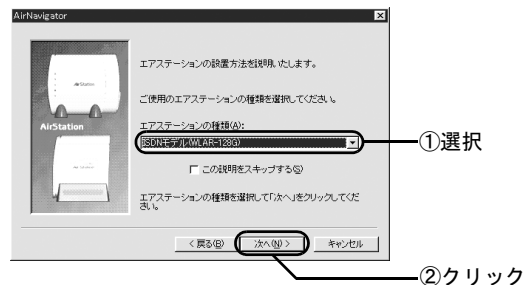 AirNavigator
エアステーションの設置方法を説明いたします。
ご使用のエアステーションの種類を選択してください。
エアステーションの種類(A):
ISDNモデル(WLAR-128G)
①選択
この説明をスキップする(S)
エアステーションの種類を選択して「次へ」をクリックしてくだ
さい。
AirStation
AirStation
< 戻る(B)
次へ(N) >
キャンセル
②クリック